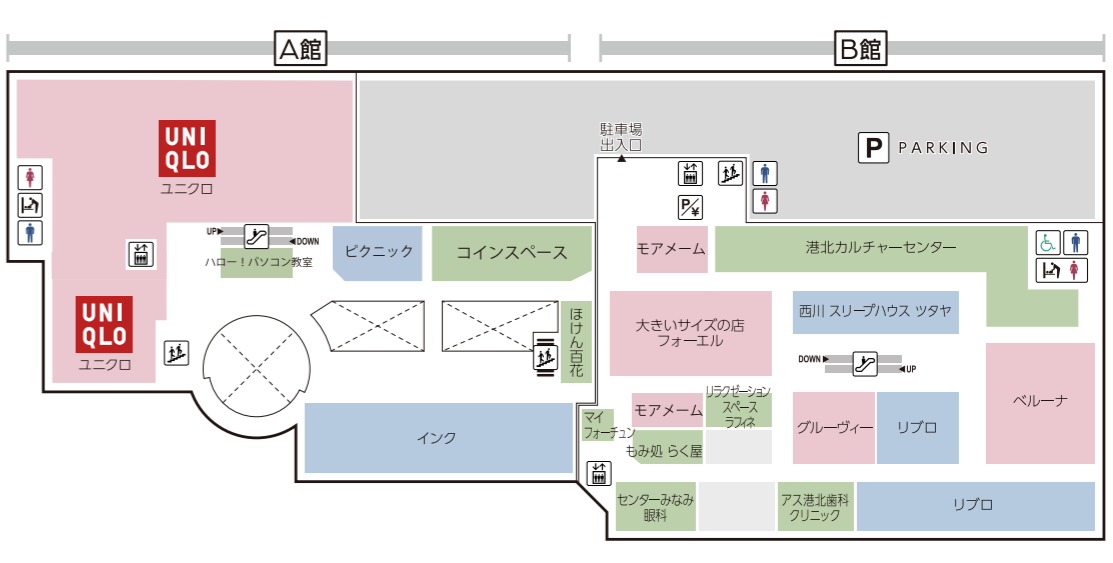 A館
B館
UNI
QLO
ユニクロ
駐車場
出入口
P
PARKING
P/¥
UP
DOWN
ハロー！パソコン教室
ピクニック
コインスペース
モアメーム
港北カルチャーセンター
UNI
QLO
ユニクロ
ほけん百花
大きいサイズの店
フォーエル
西川 スリープハウス ツタヤ
DOWN
UP
ベルーナ
インク
マイ
フォーチュン
モアメーム
リラクゼーション
スペース
ラフィネ
もみ処 らく屋
グルーヴィー
リブロ
センターみなみ
眼科
アス港北歯科
クリニック
リブロ